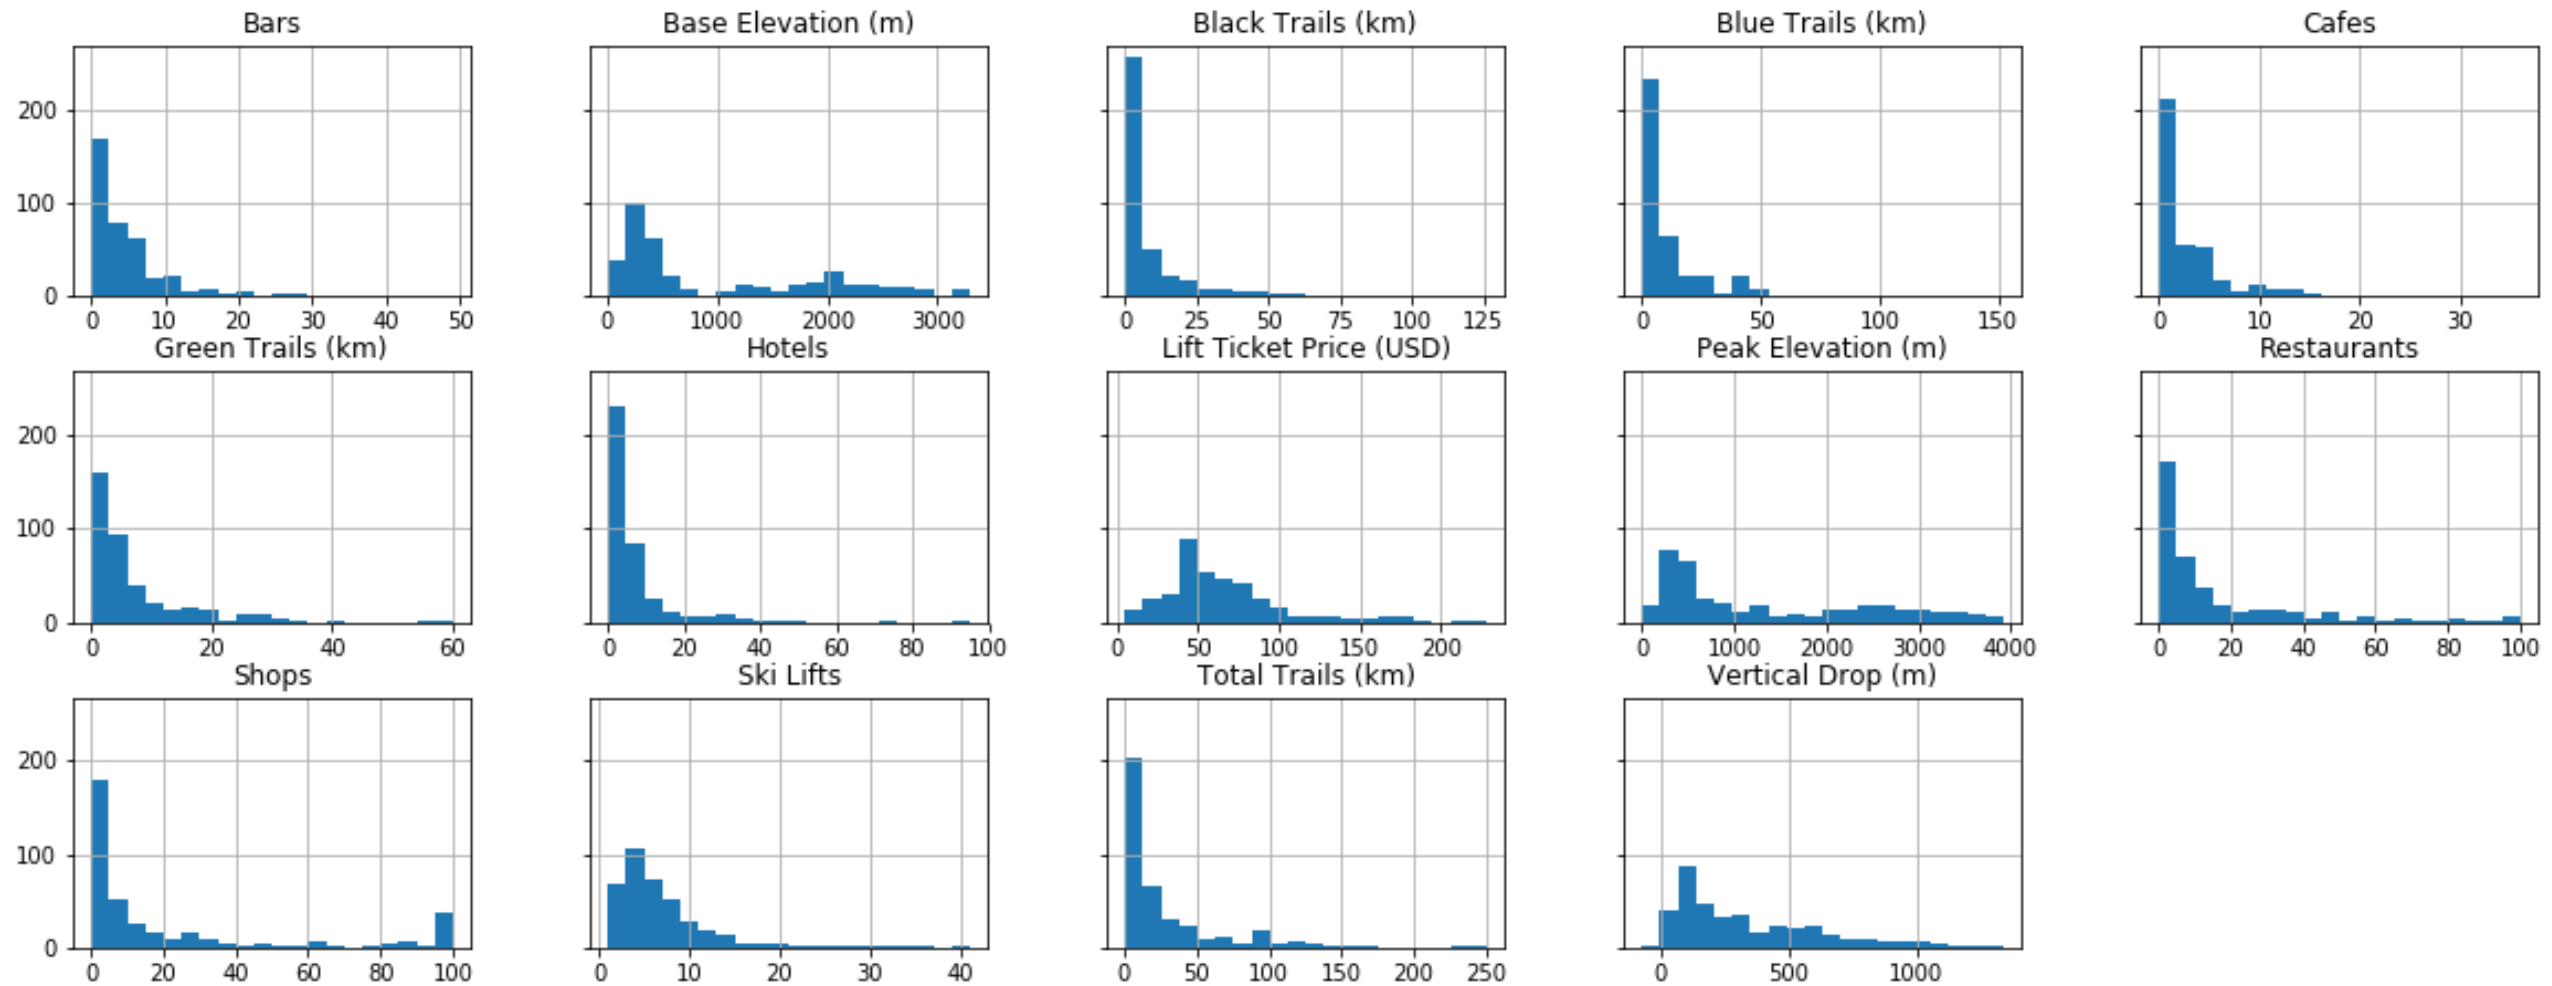 Bars Base Elevation (m) Black Trails (km) Blue Trails (km) Cafes
200
100
0
0 10 20 30 40 50 0 1000 2000 3000 0 25 50 75 100 125 0 50 100 150 0 10 20 30
Green Trails (km) Hotels Lift Ticket Price (USD) Peak Elevation (m) Restaurants
200
100
0
0 20 40 60 0 20 40 60 80 100 0 50 100 150 200 0 1000 2000 3000 4000 0 20 40 60 80 100
Shops Ski Lifts Total Trails (km) Vertical Drop (m)
200
100
0
0 20 40 60 80 100 0 10 20 30 40 0 50 100 150 200 250 0 500 1000